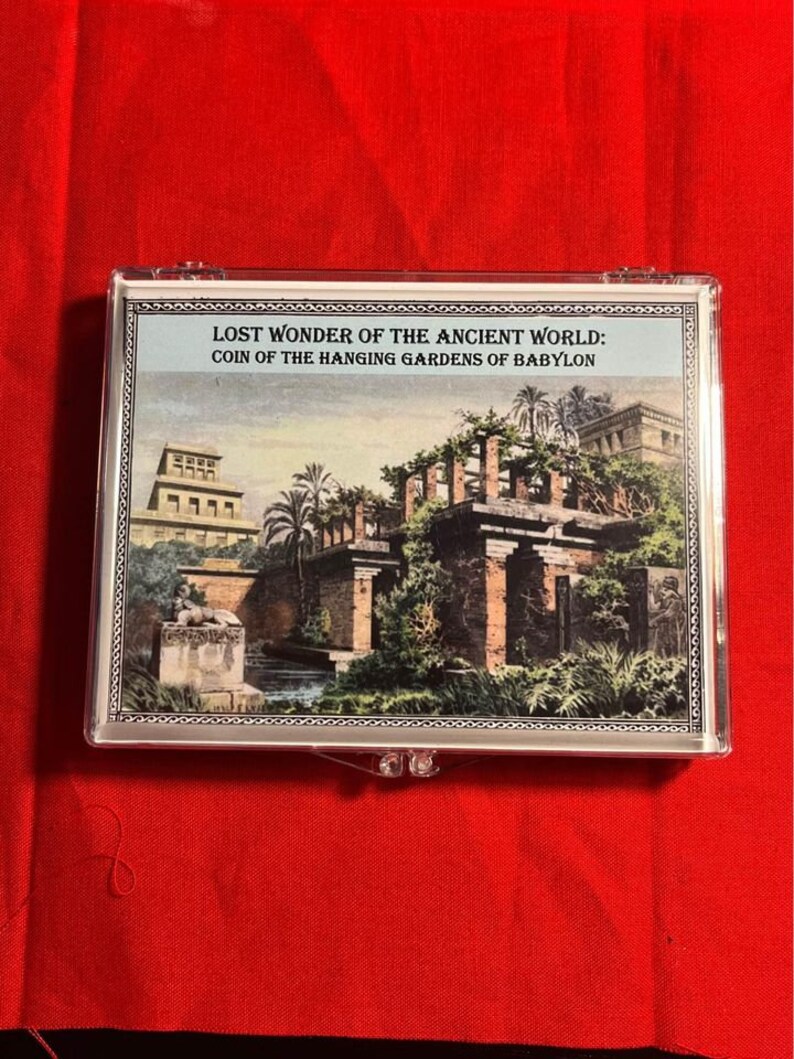 LOST WONDER OF THE ANCIENT WORLD:
COIN OF THE HANGING GARDENS OF BABYLON